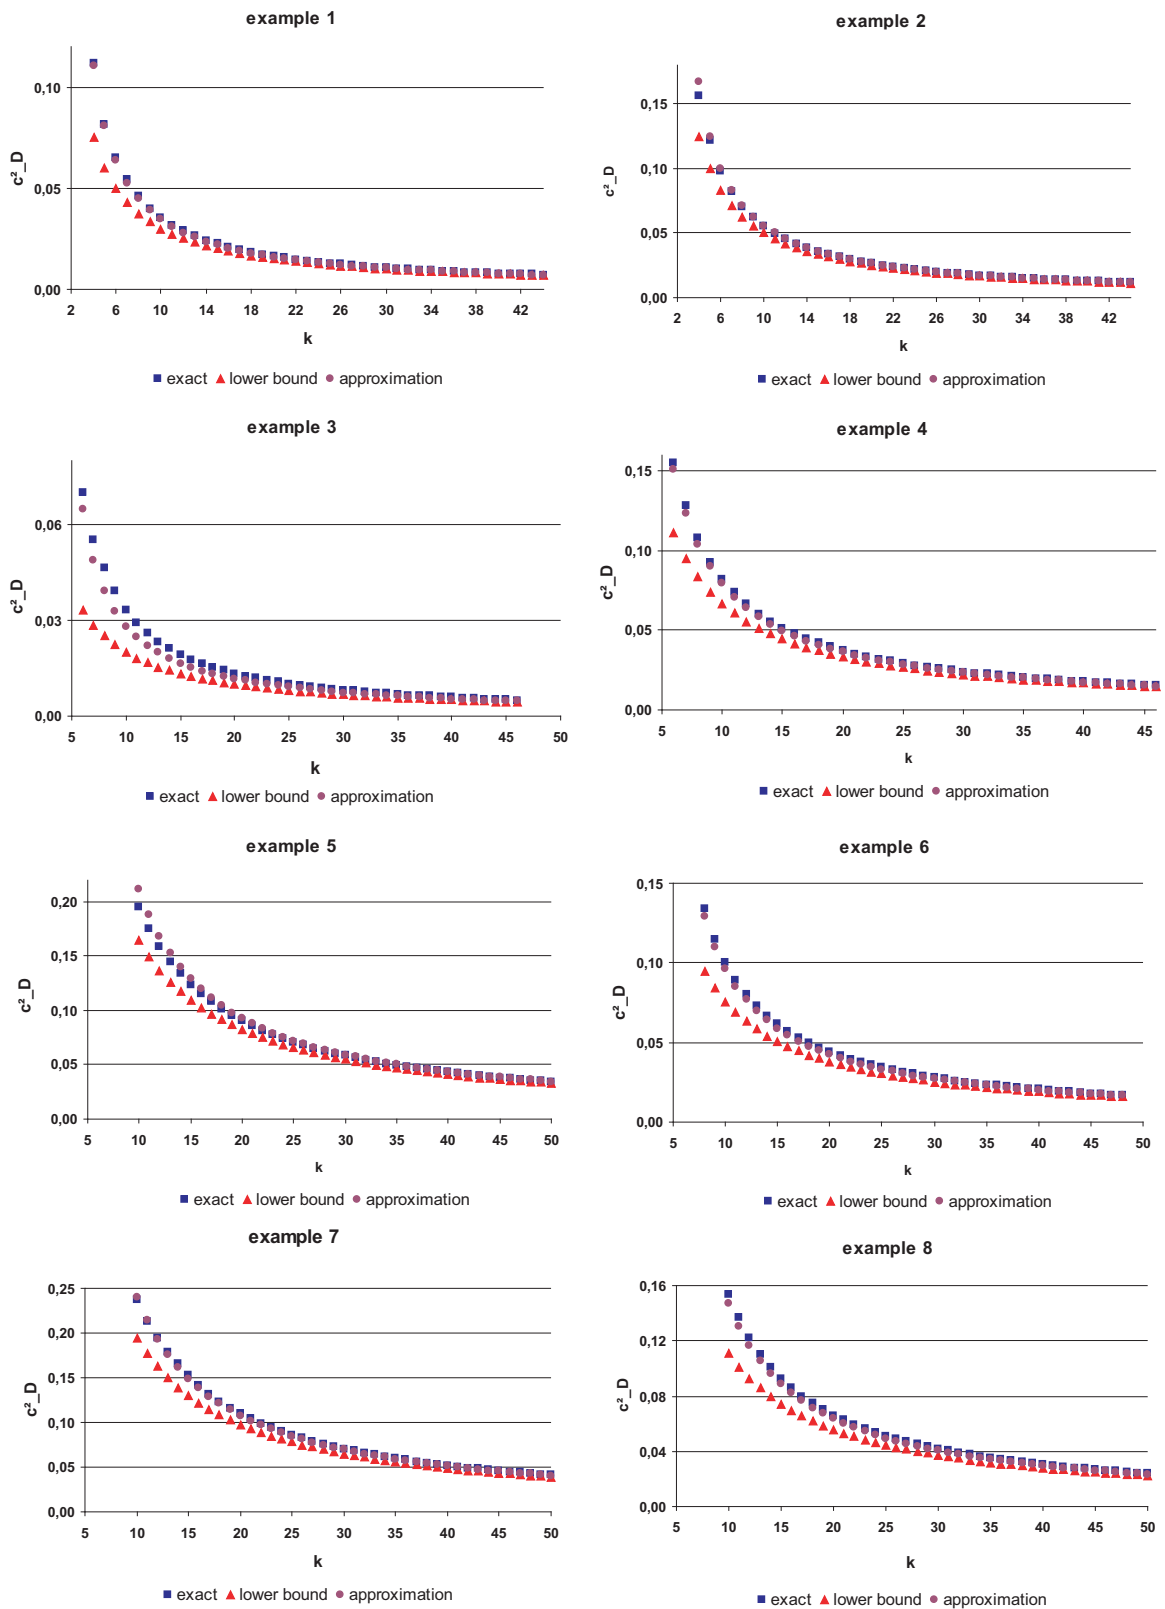 example 1
0,10
0,05
0,00
c²_D
2 6 10 14 18 22 26 30 34 38 42
k
exact lower bound approximation
example 2
0,15
0,10
0,05
0,00
c²_D
2 6 10 14 18 22 26 30 34 38 42
k
exact lower bound approximation
example 3
0,06
0,03
0,00
c²_D
5 10 15 20 25 30 35 40 45 50
k
exact lower bound approximation
example 4
0,15
0,10
0,05
0,00
c²_D
5 10 15 20 25 30 35 40 45
k
exact lower bound approximation
example 5
0,20
0,15
0,10
0,05
0,00
c²_D
5 10 15 20 25 30 35 40 45 50
k
exact lower bound approximation
example 6
0,15
0,10
0,05
0,00
c²_D
5 10 15 20 25 30 35 40 45 50
k
exact lower bound approximation
example 7
0,25
0,20
0,15
0,10
0,05
0,00
c²_D
5 10 15 20 25 30 35 40 45 50
k
exact lower bound approximation
example 8
0,16
0,12
0,08
0,04
0,00
c²_D
5 10 15 20 25 30 35 40 45 50
k
exact lower bound approximation